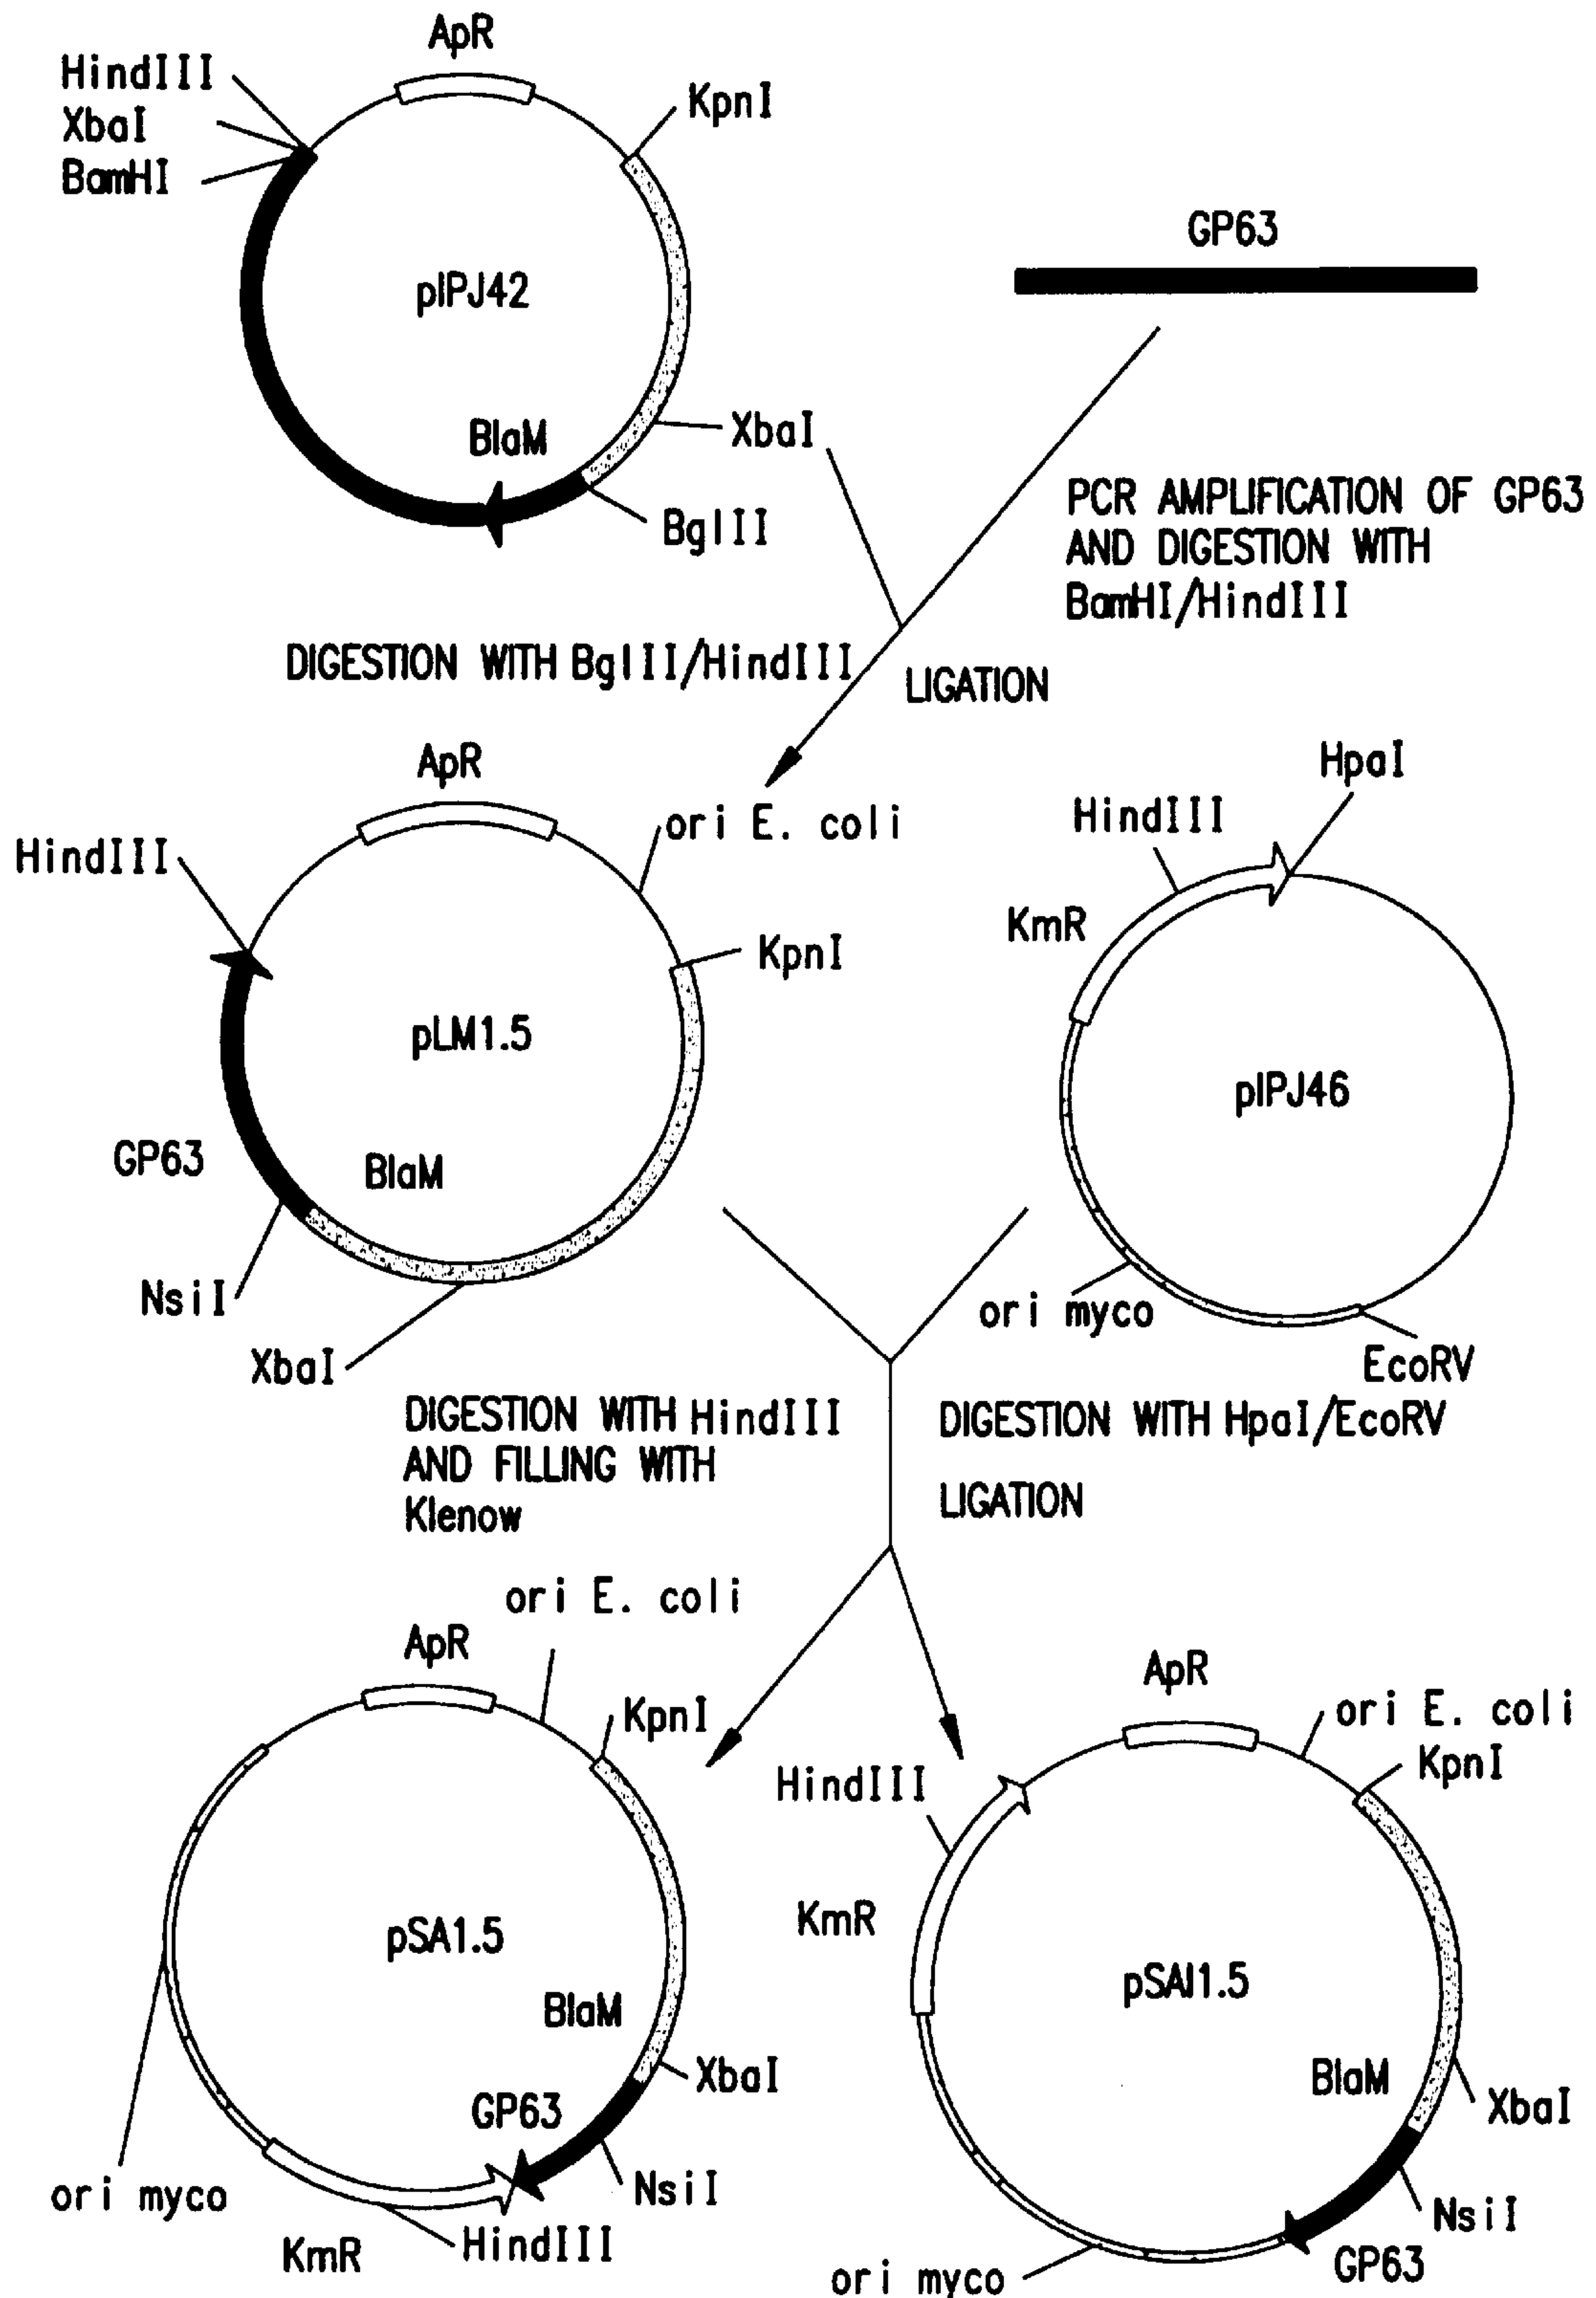 ApR
HindIII
XbaI
BamHI
KpnI
pIPJ42
GP63
BlaM
XbaI
BglII
PCR AMPLIFICATION OF GP63
AND DIGESTION WITH
BamHI/HindIII
DIGESTION WITH BglII/HindIII
LIGATION
ApR
ori E. coli
HindIII
KpnI
pLM1.5
GP63
BlaM
NsiI
XbaI
HpaI
HindIII
KmR
pIPJ46
ori myco
EcoRV
DIGESTION WITH HindIII
AND FILLING WITH
Klenow
DIGESTION WITH HpaI/EcoRV
LIGATION
ori E. coli
ApR
KpnI
pSA1.5
BlaM
XbaI
GP63
NsiI
ori myco
KmR
HindIII
ApR
ori E. coli
KpnI
HindIII
KmR
pSAI1.5
BlaM
XbaI
NsiI
GP63
ori myco